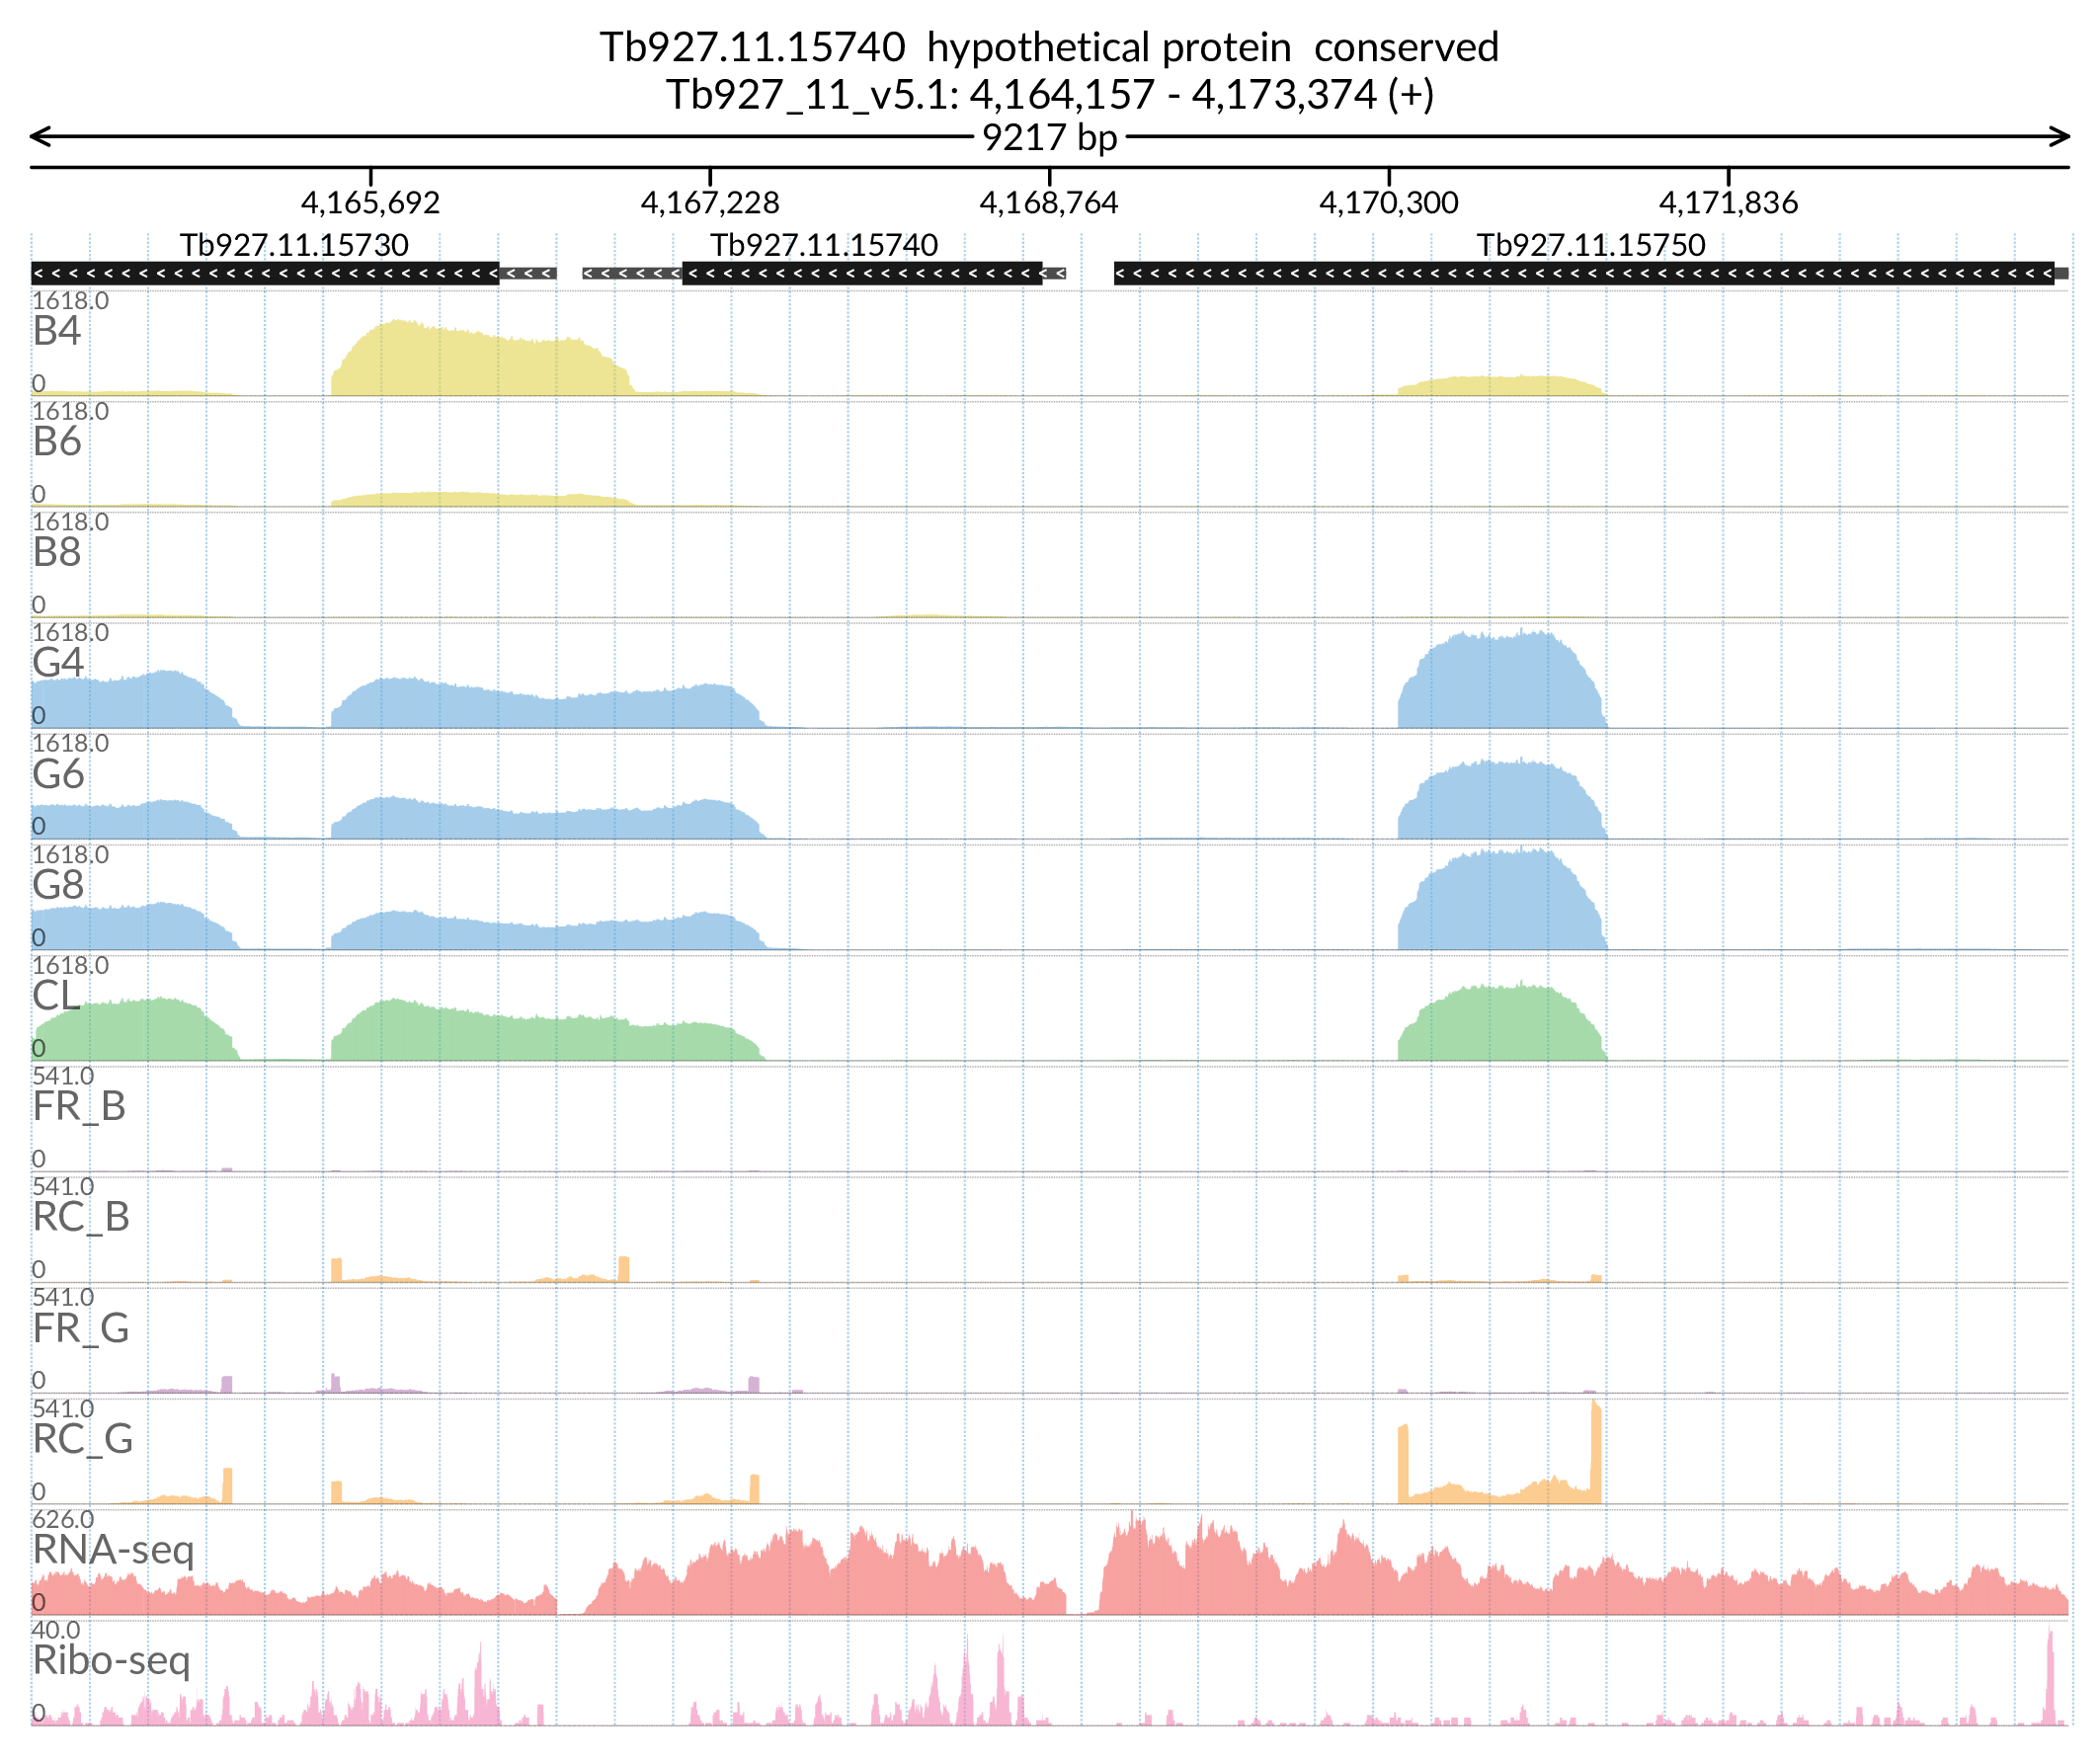 Tb927.11.15740 hypothetical protein conserved
Tb927_11_v5.1: 4,164,157 - 4,173,374 (+)
9217 bp
4,165,692 4,167,228 4,168,764 4,170,300 4,171,836
Tb927.11.15730 Tb927.11.15740 Tb927.11.15750
1618.0
B4
0
1618.0
B6
0
1618.0
B8
0
1618.0
G4
0
1618.0
G6
0
1618.0
G8
0
1618.0
CL
0
541.0
FR_B
0
541.0
RC_B
0
541.0
FR_G
0
541.0
RC_G
0
626.0
RNA-seq
0
40.0
Ribo-seq
0